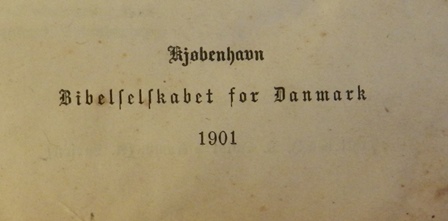 Kjøbenhavn
Bibelſelſkabet for Danmark
1901